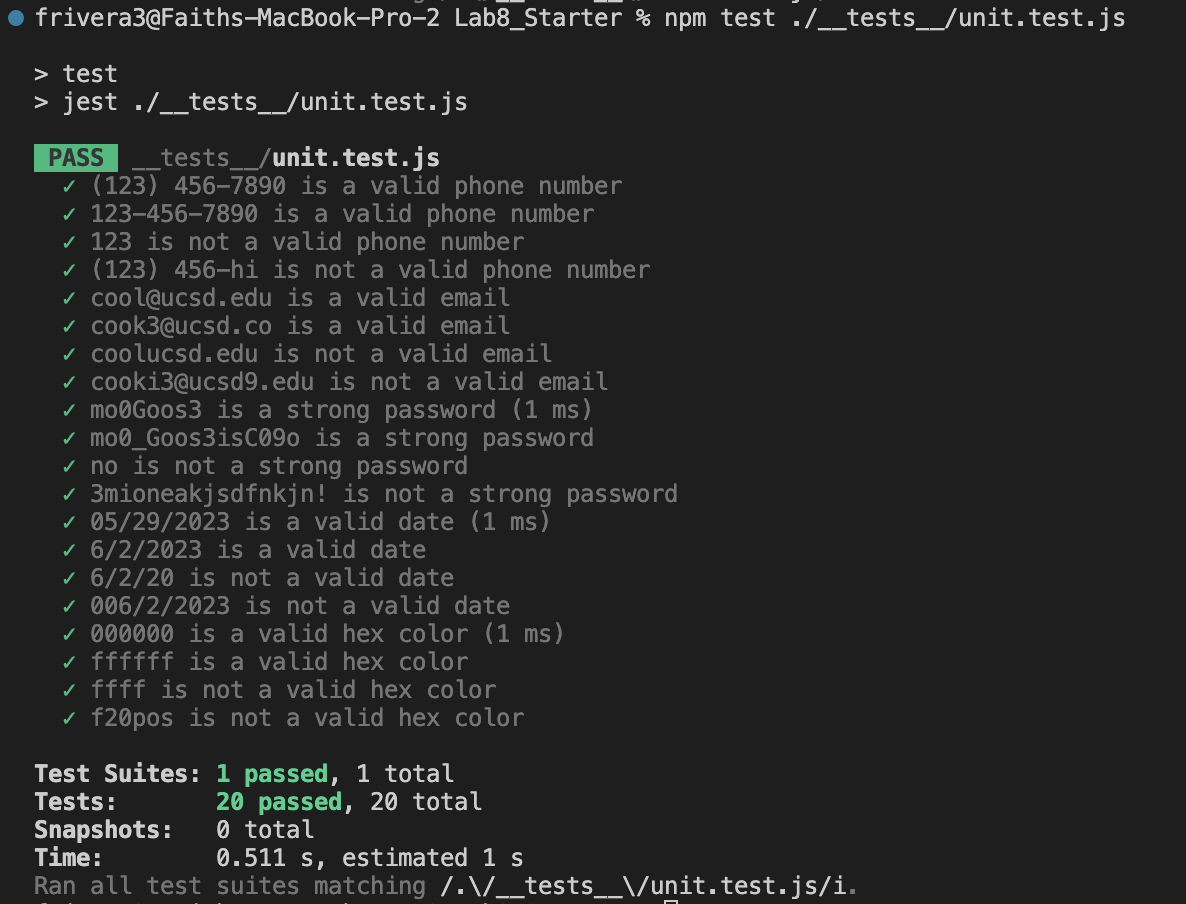 frivera3@Faiths-MacBook-Pro-2 Lab8_Starter % npm test ./__tests__/unit.test.js
> test
> jest ./__tests__/unit.test.js
PASS __tests__/unit.test.js
✓ (123) 456-7890 is a valid phone number
✓ 123-456-7890 is a valid phone number
✓ 123 is not a valid phone number
✓ (123) 456-hi is not a valid phone number
✓ cool@ucsd.edu is a valid email
✓ cook3@ucsd.co is a valid email
✓ coolucsd.edu is not a valid email
✓ cooki3@ucsd9.edu is not a valid email
✓ mo0Goos3 is a strong password (1 ms)
✓ mo0_Goos3isC09o is a strong password
✓ no is not a strong password
✓ 3mioneakjsdfnkjn! is not a strong password
✓ 05/29/2023 is a valid date (1 ms)
✓ 6/2/2023 is a valid date
✓ 6/2/20 is not a valid date
✓ 006/2/2023 is not a valid date
✓ 000000 is a valid hex color (1 ms)
✓ ffffff is a valid hex color
✓ ffff is not a valid hex color
✓ f20pos is not a valid hex color
Test Suites: 1 passed, 1 total
Tests: 20 passed, 20 total
Snapshots: 0 total
Time: 0.511 s, estimated 1 s
Ran all test suites matching /.\/__tests__\/unit.test.js/i.